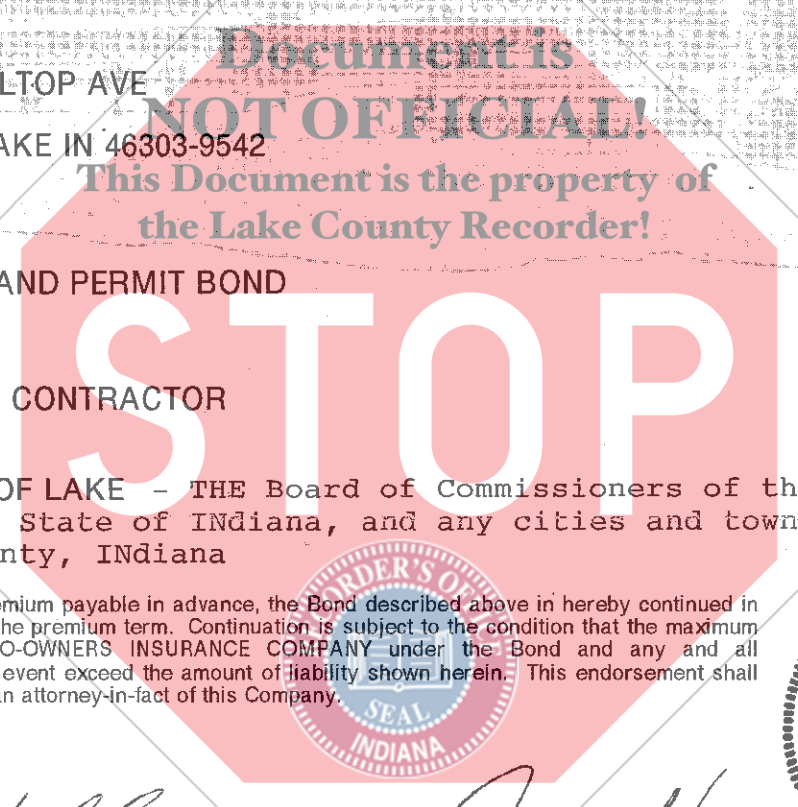 Document is
LTOP AVE
NOT OFFICIAL!
AKE IN 46303-9542
This Document is the property of
the Lake County Recorder!
AND PERMIT BOND
STOP
CONTRACTOR
OF LAKE – THE Board of Commissioners of th
State of INdiana, and any cities and town
nty, INdiana
emium payable in advance, the Bond described above in hereby continued in
he premium term. Continuation is subject to the condition that the maximum
O-OWNERS INSURANCE COMPANY under the Bond and any and all
event exceed the amount of liability shown herein. This endorsement shall
an attorney-in-fact of this Company.
RECORDER'S OFFICE
SEAL
INDIANA